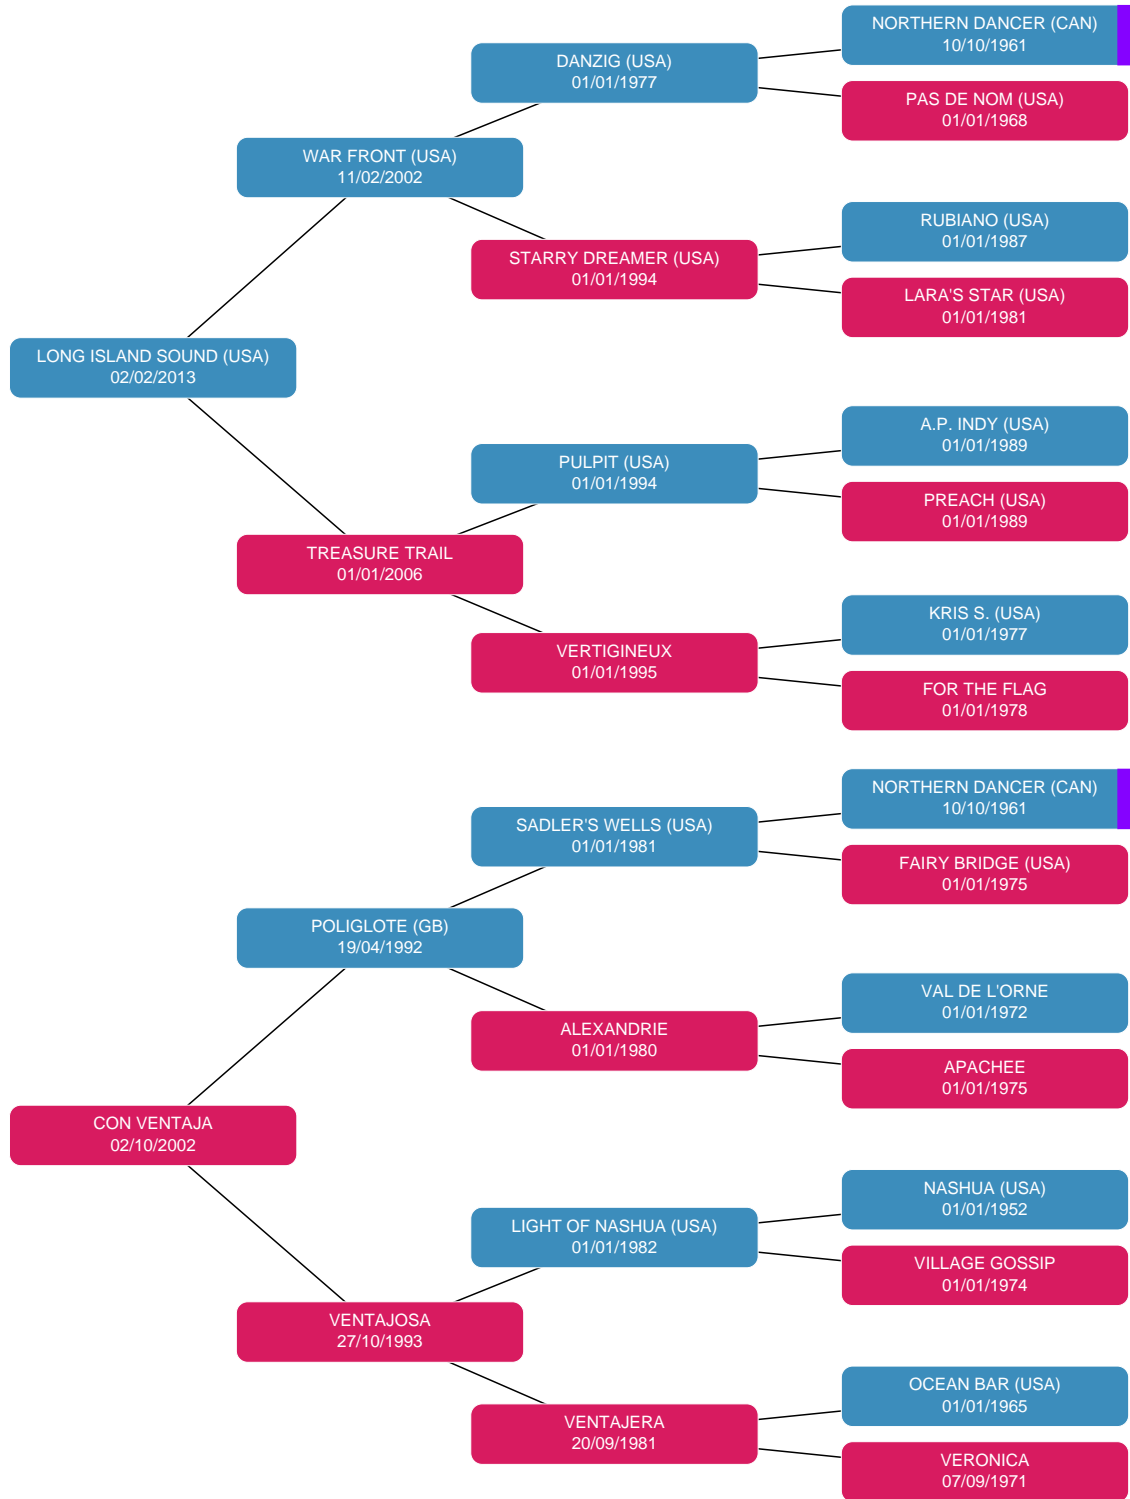 NORTHERN DANCER (CAN)
10/10/1961
DANZIG (USA)
01/01/1977
PAS DE NOM (USA)
01/01/1968
WAR FRONT (USA)
11/02/2002
RUBIANO (USA)
01/01/1987
STARRY DREAMER (USA)
01/01/1994
LARA'S STAR (USA)
01/01/1981
LONG ISLAND SOUND (USA)
02/02/2013
A.P. INDY (USA)
01/01/1989
PULPIT (USA)
01/01/1994
PREACH (USA)
01/01/1989
TREASURE TRAIL
01/01/2006
KRIS S. (USA)
01/01/1977
VERTIGINEUX
01/01/1995
FOR THE FLAG
01/01/1978
NORTHERN DANCER (CAN)
10/10/1961
SADLER'S WELLS (USA)
01/01/1981
FAIRY BRIDGE (USA)
01/01/1975
POLIGLOTE (GB)
19/04/1992
VAL DE L'ORNE
01/01/1972
ALEXANDRIE
01/01/1980
APACHEE
01/01/1975
CON VENTAJA
02/10/2002
NASHUA (USA)
01/01/1952
LIGHT OF NASHUA (USA)
01/01/1982
VILLAGE GOSSIP
01/01/1974
VENTAJOSA
27/10/1993
OCEAN BAR (USA)
01/01/1965
VENTAJERA
20/09/1981
VERONICA
07/09/1971